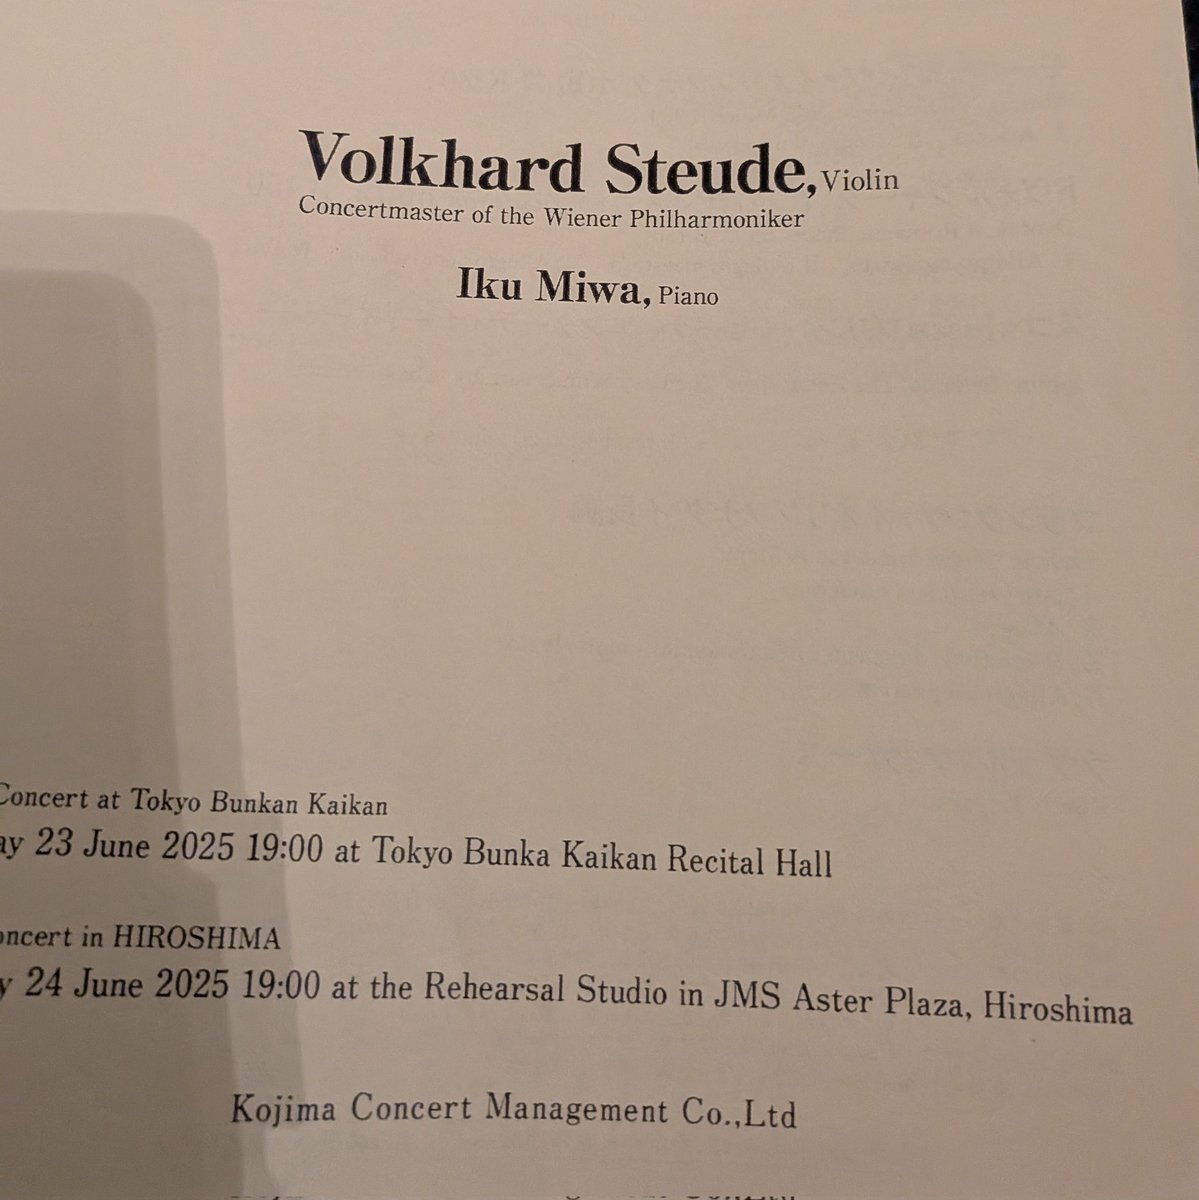 Volkhard Steude, Violin
Concertmaster of the Wiener Philharmoniker
Iku Miwa, Piano
Concert at Tokyo Bunkan Kaikan
ay 23 June 2025 19:00 at Tokyo Bunka Kaikan Recital Hall
oncert in HIROSHIMA
y 24 June 2025 19:00 at the Rehearsal Studio in JMS Aster Plaza, Hiroshima
Kojima Concert Management Co.,Ltd